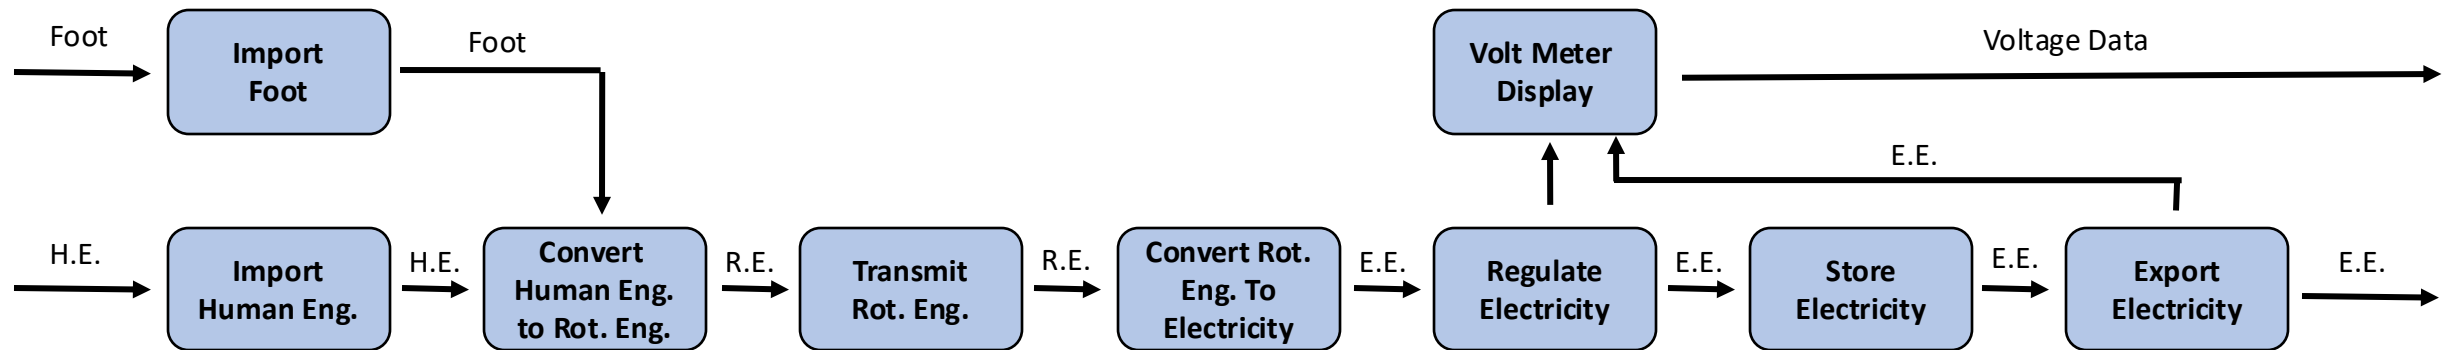 Foot
Import
Foot
Foot
Volt Meter
Display
Voltage Data
E.E.
H.E.
Import
Human Eng.
H.E.
Convert
Human Eng.
to Rot. Eng.
R.E.
Transmit
Rot. Eng.
R.E.
Convert Rot.
Eng. To
Electricity
E.E.
Regulate
Electricity
E.E.
Store
Electricity
E.E.
Export
Electricity
E.E.